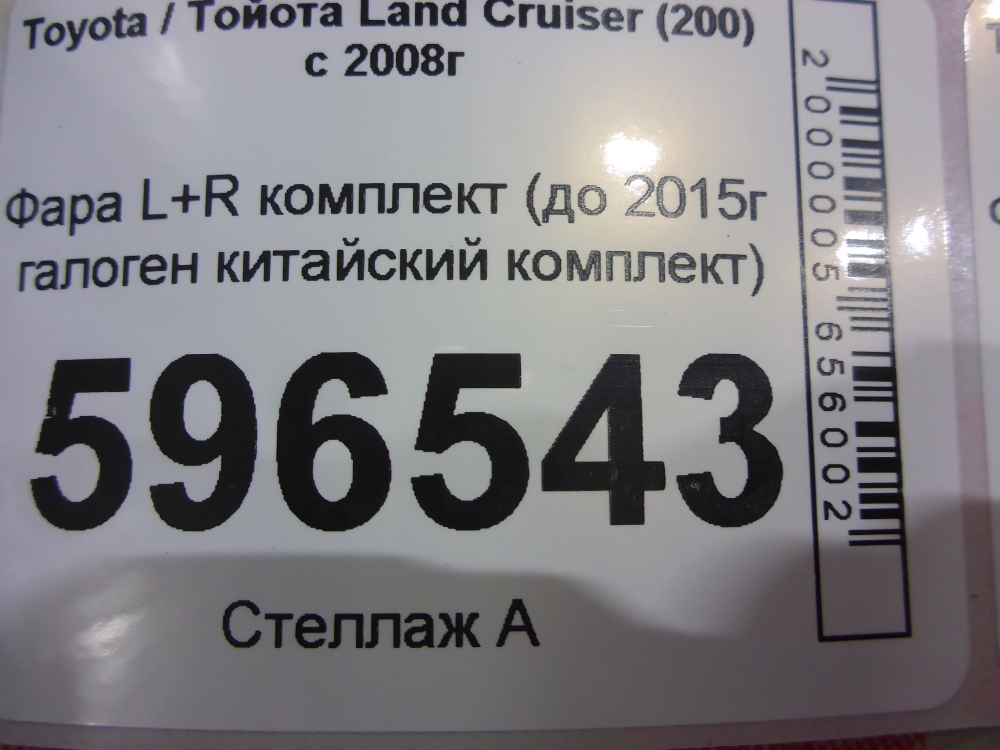 Toyota / Тойота Land Cruiser (200)
с 2008г
Фара L+R комплект (до 2015г
галоген китайский комплект)
596543
Стеллаж А
2000005656002